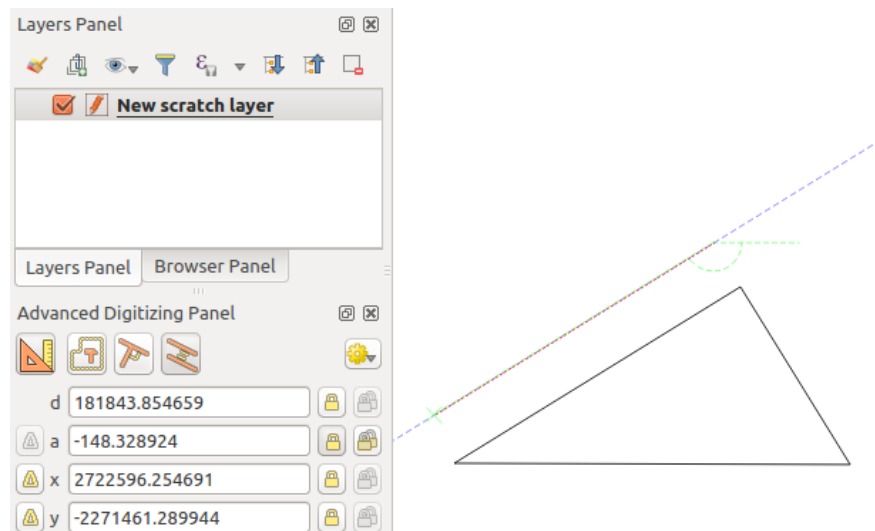 Layers Panel
New scratch layer
Layers Panel Browser Panel
Advanced Digitizing Panel
d 181843.854659
a -148.328924
x 2722596.254691
y -2271461.289944